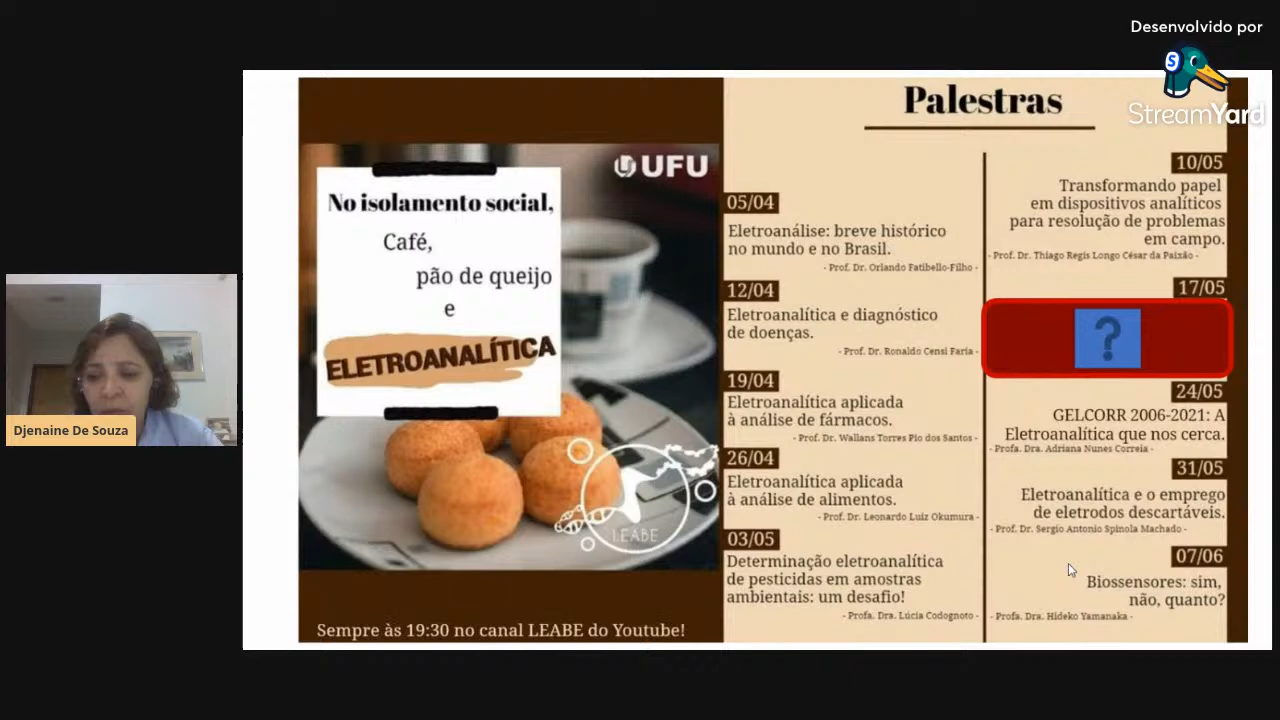 Desenvolvido por
StreamYard
Djenaine De Souza
UFU
No isolamento social,
Café,
pão de queijo
e
ELETROANALÍTICA
LEABE
Sempre às 19:30 no canal LEABE do Youtube!
Palestras
05/04
Eletroanálise: breve histórico
no mundo e no Brasil.
- Prof. Dr. Orlando Fatibello-Filho -
12/04
Eletroanalítica e diagnóstico
de doenças.
- Prof. Dr. Ronaldo Censi Faria -
19/04
Eletroanalítica aplicada
à análise de fármacos.
- Prof. Dr. Wallans Torres Pio dos Santos -
26/04
Eletroanalítica aplicada
à análise de alimentos.
- Prof. Dr. Leonardo Luiz Okumura -
03/05
Determinação eletroanalítica
de pesticidas em amostras
ambientais: um desafio!
- Profa. Dra. Lúcia Codognoto -
10/05
Transformando papel
em dispositivos analíticos
para resolução de problemas
em campo.
- Prof. Dr. Thiago Regis Longo César da Paixão -
17/05
?
24/05
GELCORR 2006-2021: A
Eletroanalítica que nos cerca.
- Profa. Dra. Adriana Nunes Correia -
31/05
Eletroanalítica e o emprego
de eletrodos descartáveis.
- Prof. Dr. Sergio Antonio Spinola Machado -
07/06
Biossensores: sim,
não, quanto?
- Profa. Dra. Hideko Yamanaka -